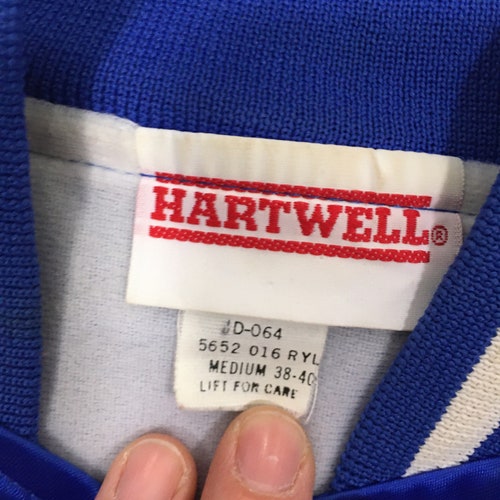 HARTWELL®
JD-064
5652 016 RYL
MEDIUM 38-40
LIFT FOR CARE